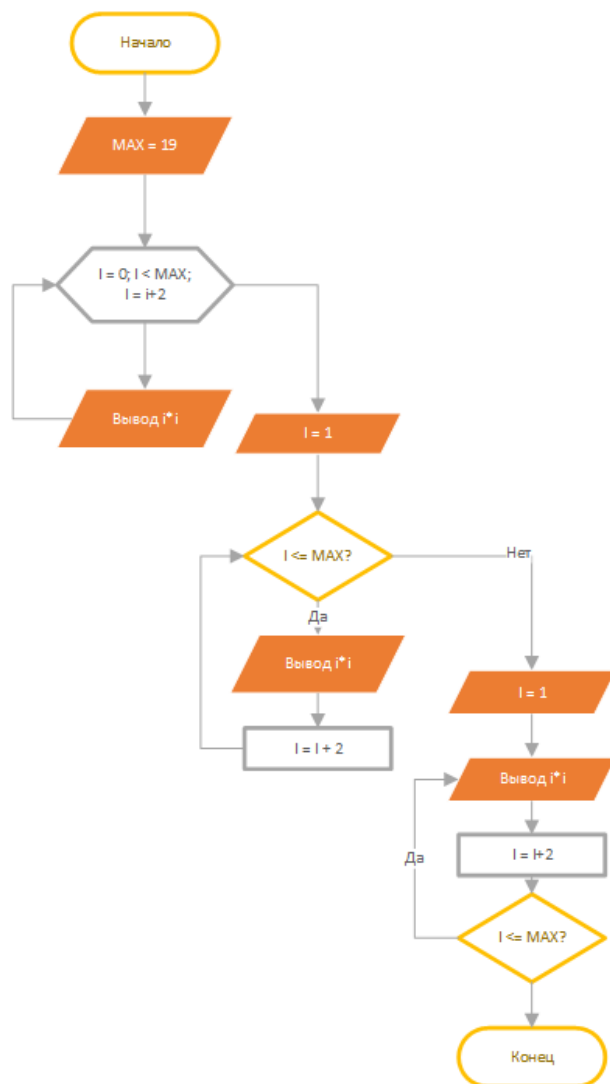 Начало
MAX = 19
I = 0; I < MAX;
I = i+2
Вывод i* i
I = 1
I <= MAX?
Нет
Да
Вывод i* i
I = I + 2
I = 1
Вывод i* i
I = I+2
Да
I <= MAX?
Конец